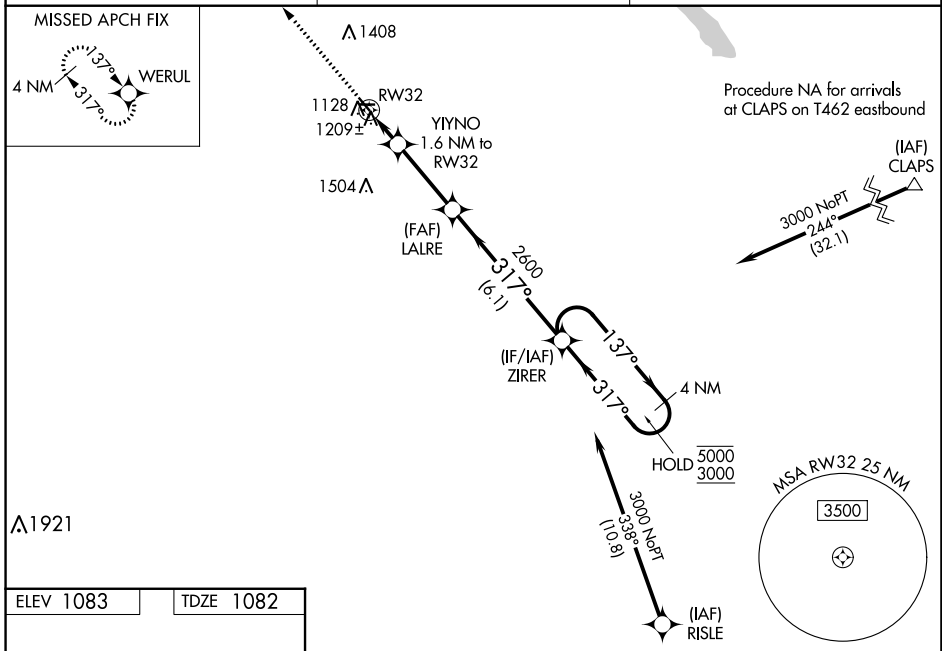 MISSED APCH FIX
137°
4 NM
WERUL
317°
1408
1128
RW32
1209±
YIYNO
1.6 NM to
RW32
1504
(FAF)
LALRE
2600
317°
(6.1)
Procedure NA for arrivals
at CLAPS on T462 eastbound
(IAF)
CLAPS
3000 NoPT
244°
(32.1)
(IF/IAF)
ZIRER
137°
317°
4 NM
HOLD 5000
3000
3000 NoPT
338°
(10.8)
(IAF)
RISLE
MSA RW32 25 NM
3500
1921
ELEV 1083
TDZE 1082